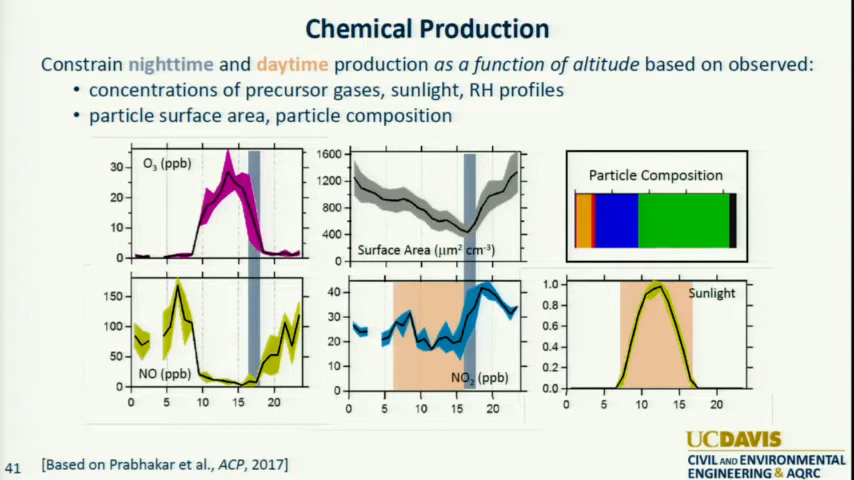 Chemical Production
Constrain nighttime and daytime production as a function of altitude based on observed:
• concentrations of precursor gases, sunlight, RH profiles
• particle surface area, particle composition
O₃ (ppb)
30
20
10
0
1600
1200
800
400
0
Surface Area (μm² cm⁻³)
Particle Composition
150
100
50
0
NO (ppb)
0 5 10 15 20
40
30
20
10
0
NO₂ (ppb)
0 5 10 15 20
1.0
0.8
0.6
0.4
0.2
0.0
Sunlight
0 5 10 15 20
41
[Based on Prabhakar et al., ACP, 2017]
UCDAVIS
CIVIL AND ENVIRONMENTAL
ENGINEERING & AQRC